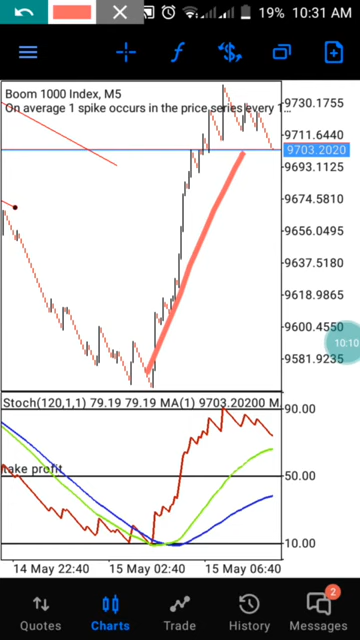 19% 10:31 AM
Boom 1000 Index, M5
On average 1 spike occurs in the price series every 1...
9730.1755
9711.6440
9703.2020
9693.1125
9674.5810
9656.0495
9637.5180
9618.9865
9600.4550
10:10
9581.9235
Stoch(120,1,1) 79.19 79.19 MA(1) 9703.20200 M
90.00
take profit
50.00
10.00
14 May 22:40 15 May 02:40 15 May 06:40
2
Quotes Charts Trade History Messages